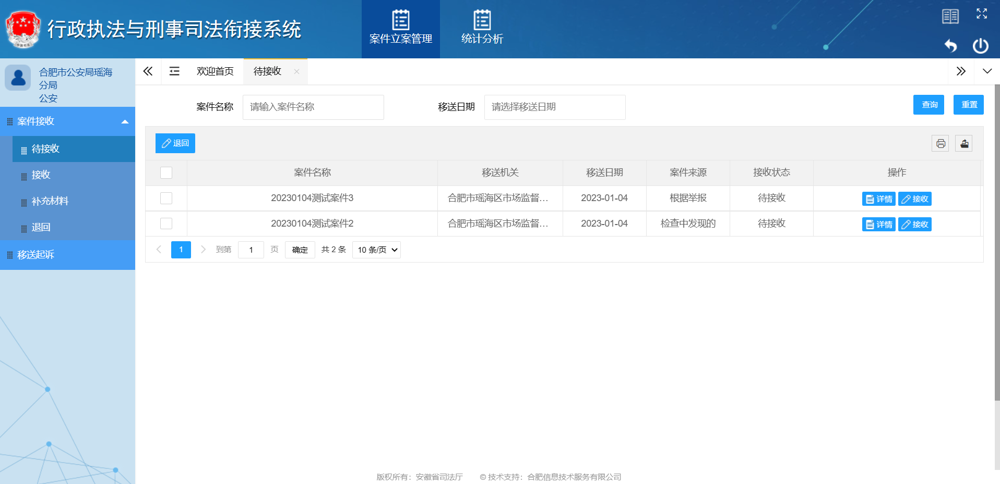 行政执法与刑事司法衔接系统
案件立案管理
统计分析
合肥市公安局瑶海
分局
公安
欢迎首页
待接收
案件接收
待接收
接收
补充材料
退回
移送起诉
案件名称 请输入案件名称 移送日期 请选择移送日期 查询 重置
退回
案件名称 移送机关 移送日期 案件来源 接收状态 操作
20230104测试案件3 合肥市瑶海区市场监督... 2023-01-04 根据举报 待接收 详情 接收
20230104测试案件2 合肥市瑶海区市场监督... 2023-01-04 检查中发现的 待接收 详情 接收
1 到第 1 页 确定 共 2 条 10 条/页
版权所有：安徽省司法厅 © 技术支持：合肥信息技术服务有限公司